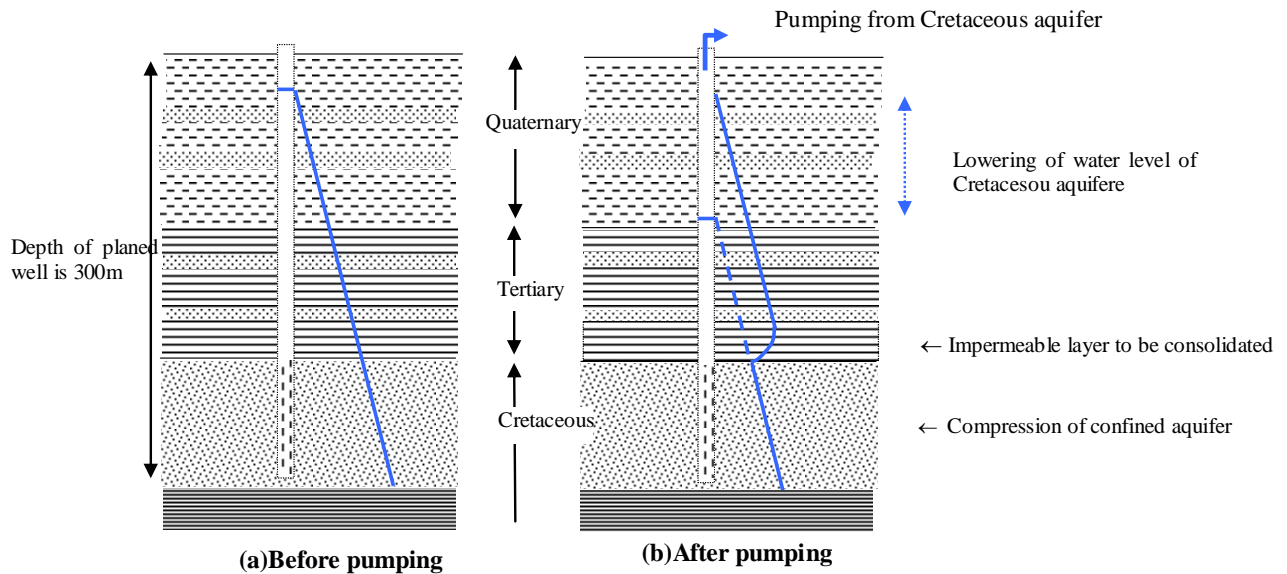 Pumping from Cretaceous aquifer
Quaternary
Lowering of water level of
Cretacesou aquifere
Depth of planed
well is 300m
Tertiary
← Impermeable layer to be consolidated
Cretaceous
← Compression of confined aquifer
(a)Before pumping
(b)After pumping